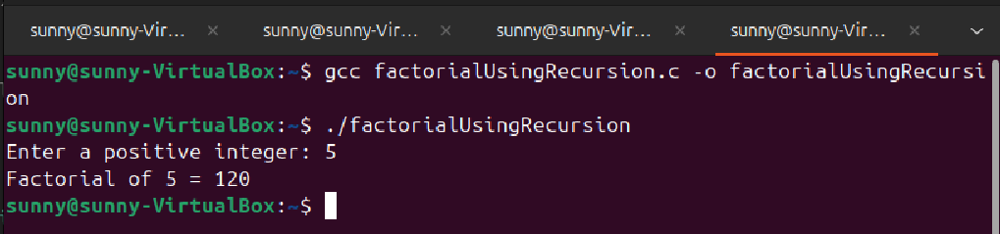 sunny@sunny-Vir... × sunny@sunny-Vir... × sunny@sunny-Vir... × sunny@sunny-Vir... ×
sunny@sunny-VirtualBox:~$ gcc factorialUsingRecursion.c -o factorialUsingRecursi
on
sunny@sunny-VirtualBox:~$ ./factorialUsingRecursion
Enter a positive integer: 5
Factorial of 5 = 120
sunny@sunny-VirtualBox:~$